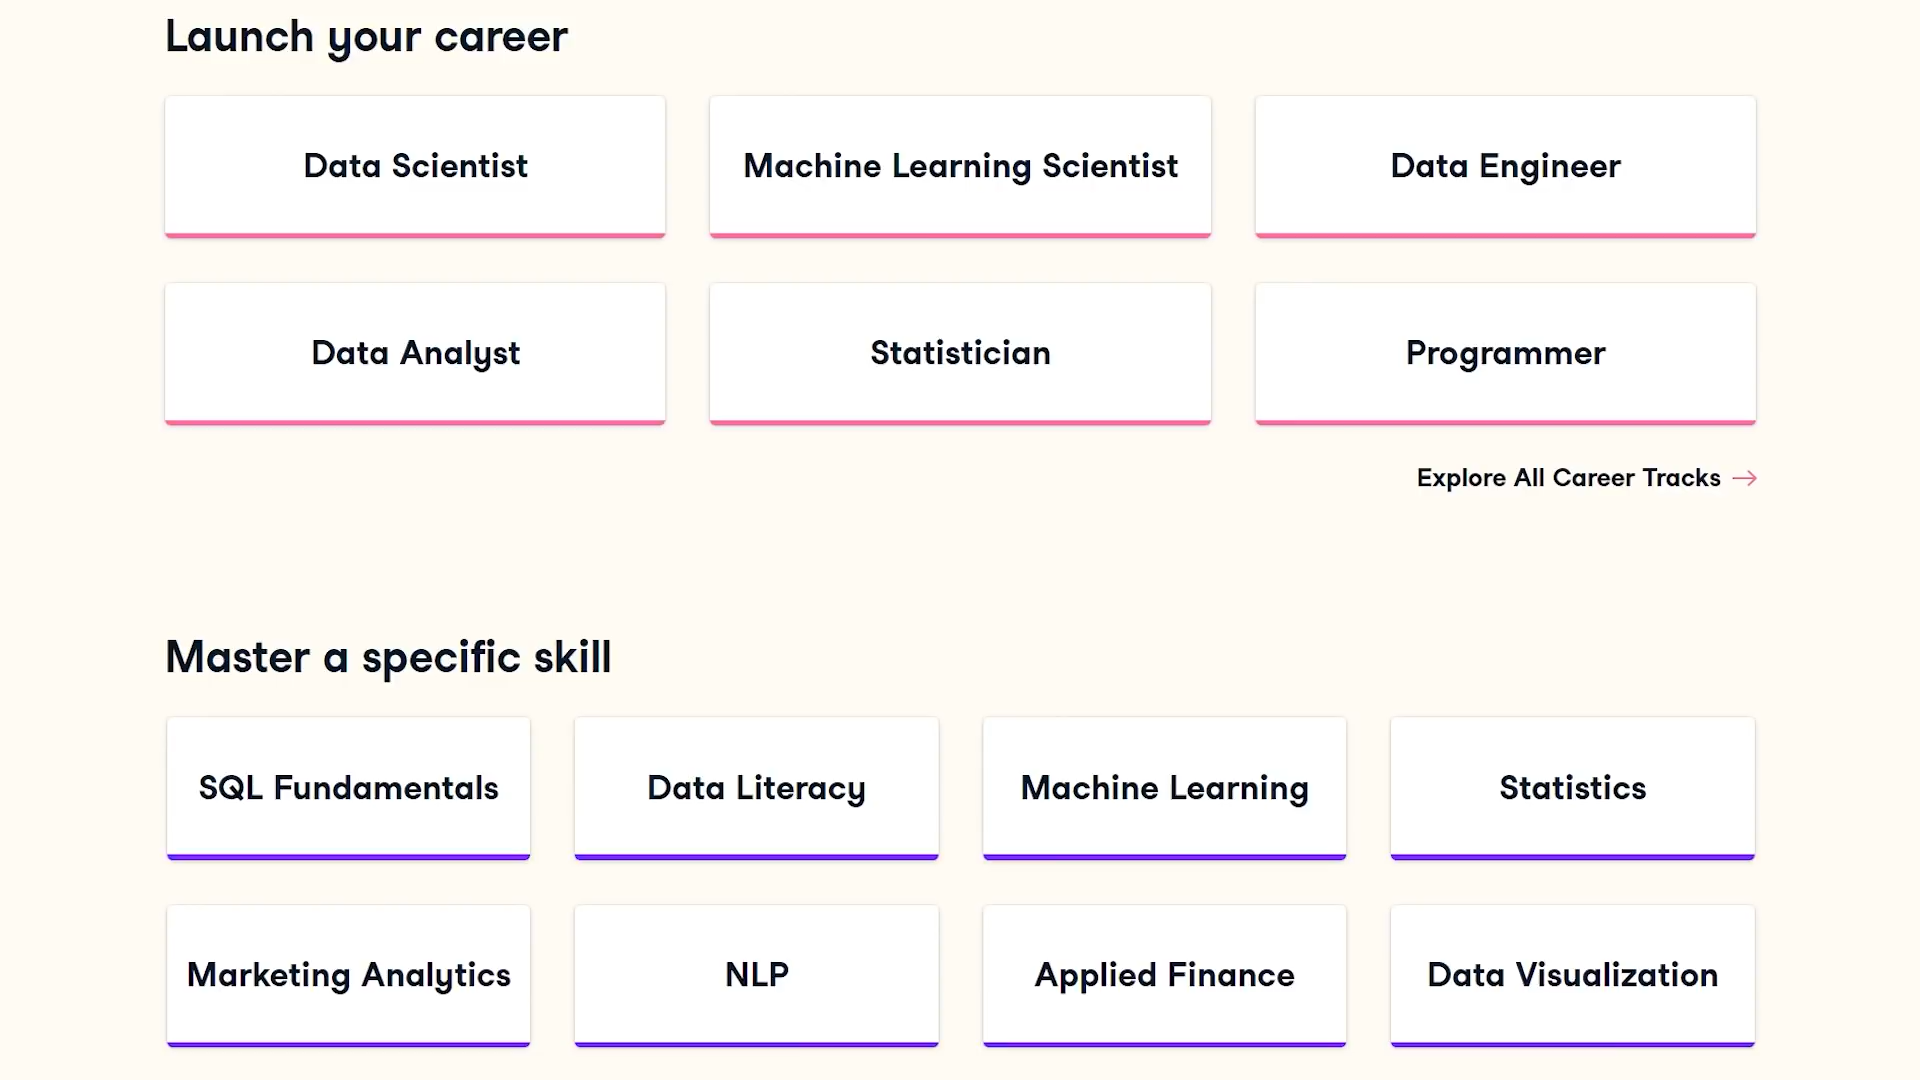 Launch your career
Data Scientist
Machine Learning Scientist
Data Engineer
Data Analyst
Statistician
Programmer
Explore All Career Tracks
Master a specific skill
SQL Fundamentals
Data Literacy
Machine Learning
Statistics
Marketing Analytics
NLP
Applied Finance
Data Visualization